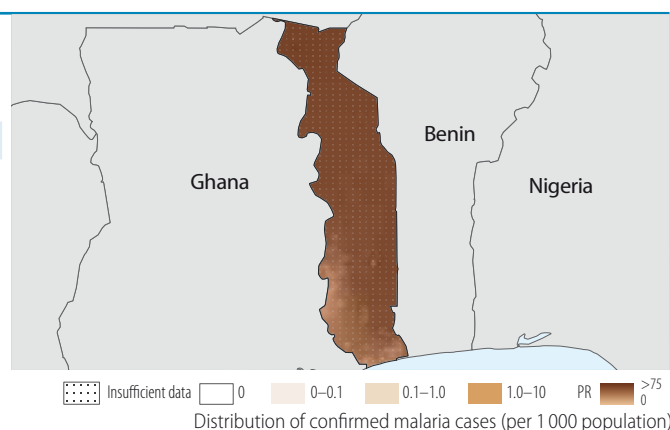 Benin
Ghana
Nigeria
Insufficient data 0 0–0.1 0.1–1.0 1.0–10 PR >75
0
Distribution of confirmed malaria cases (per 1 000 population)